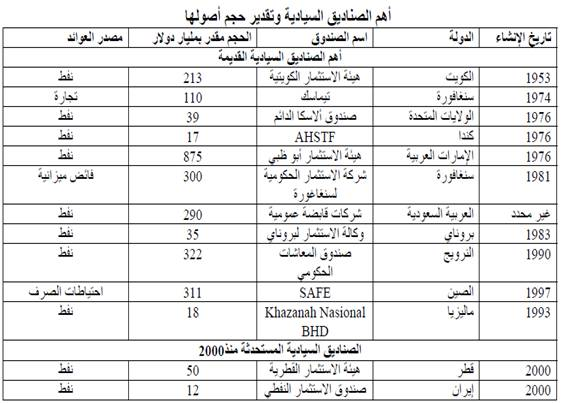 أهم الصناديق السيادية وتقدير حجم أصولها
تاريخ الإنشاء الدولة اسم الصندوق الحجم مقدر بمليار دولار مصدر العوائد
أهم الصناديق السيادية القديمة
1953 الكويت هيئة الاستثمار الكويتية 213 نفط
1974 سنغافورة تيماسك 110 تجارة
1976 الولايات المتحدة صندوق ألاسكا الدائم 39 نفط
1976 كندا AHSTF 17 نفط
1976 الإمارات العربية هيئة الاستثمار أبو ظبي 875 نفط
1981 سنغافورة شركة الاستثمار الحكومية 300 فائض ميزانية
لسنغاغورة
غير محدد العربية السعودية شركات قابضة عمومية 290 نفط
1983 بروناي وكالة الاستثمار لبروناي 35 نفط
1990 النرويج صندوق المعاشات 322 نفط
الحكومي
1997 الصين SAFE 311 احتياطات الصرف
1993 ماليزيا Khazanah Nasional 18 نفط
BHD
الصناديق السيادية المستحدثة منذ2000
2000 قطر هيئة الاستثمار القطرية 50 نفط
2000 إيران صندوق الاستثمار النفطي 12 نفط